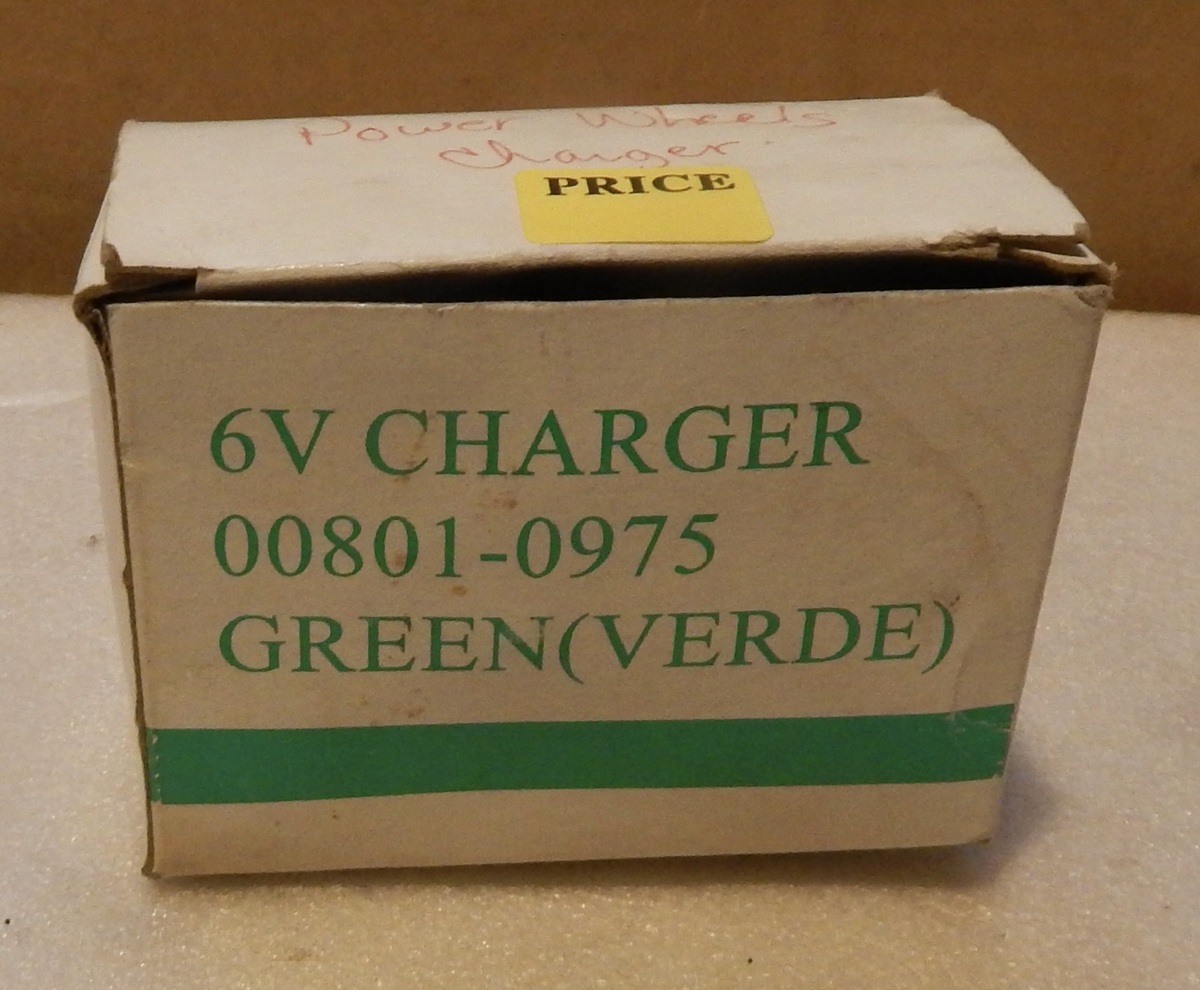 Power Wheels
Charger
PRICE
6V CHARGER
00801-0975
GREEN(VERDE)